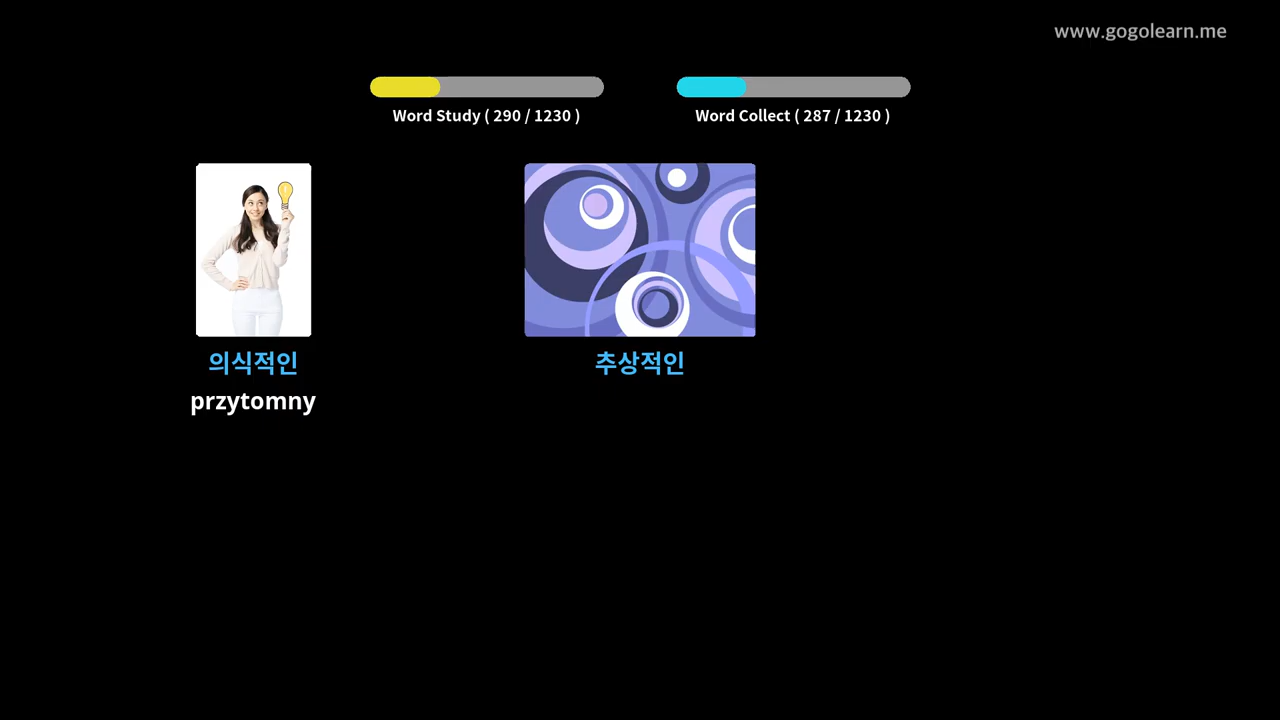 www.gogolearn.me
Word Study ( 290 / 1230 )
Word Collect ( 287 / 1230 )
의식적인
추상적인
przytomny